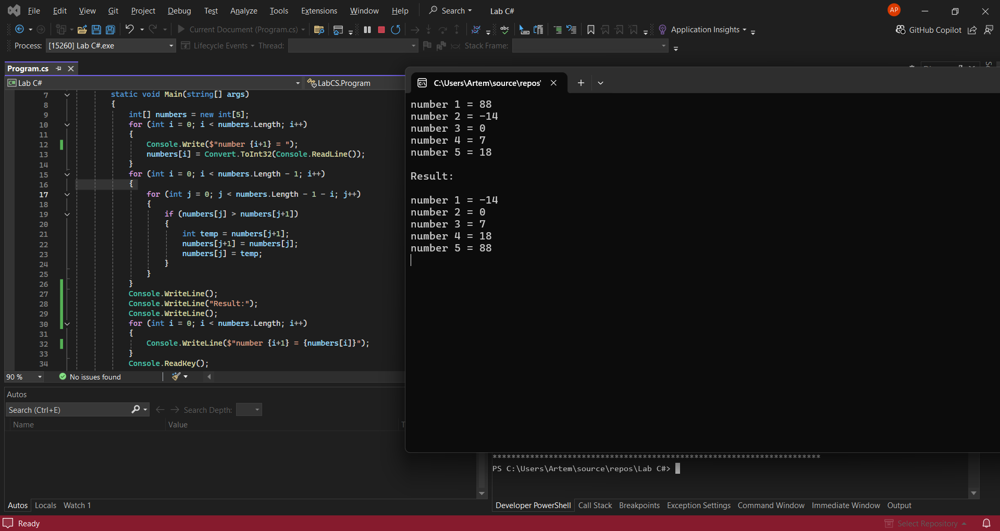 File Edit View Git Project Debug Test Analyze Tools Extensions Window Help Search Lab C# AP
Current Document (Program.cs) abc Application Insights GitHub Copilot
Process: [15260] Lab C#.exe Lifecycle Events Thread: Stack Frame:
Program.cs
C# Lab C# LabCS.Program
7 static void Main(string[] args)
8 {
9 int[] numbers = new int[5];
10 for (int i = 0; i < numbers.Length; i++)
11 {
12 Console.Write($"number {i+1} = ");
13 numbers[i] = Convert.ToInt32(Console.ReadLine());
14 }
15 for (int i = 0; i < numbers.Length - 1; i++)
16 {
17 for (int j = 0; j < numbers.Length - 1 - i; j++)
18 {
19 if (numbers[j] > numbers[j+1])
20 {
21 int temp = numbers[j+1];
22 numbers[j+1] = numbers[j];
23 numbers[j] = temp;
24 }
25 }
26 }
27 Console.WriteLine();
28 Console.WriteLine("Result:");
29 Console.WriteLine();
30 for (int i = 0; i < numbers.Length; i++)
31 {
32 Console.WriteLine($"number {i+1} = {numbers[i]}");
33 }
34 Console.ReadKey();
90 % No issues found
C:\Users\Artem\source\repos\
number 1 = 88
number 2 = -14
number 3 = 0
number 4 = 7
number 5 = 18
Result:
number 1 = -14
number 2 = 0
number 3 = 7
number 4 = 18
number 5 = 88
Autos
Search (Ctrl+E) Search Depth:
Name Value T
**********************************************************************
PS C:\Users\Artem\source\repos\Lab C#>
Autos Locals Watch 1
Developer PowerShell Call Stack Breakpoints Exception Settings Command Window Immediate Window Output
Ready Select Repository